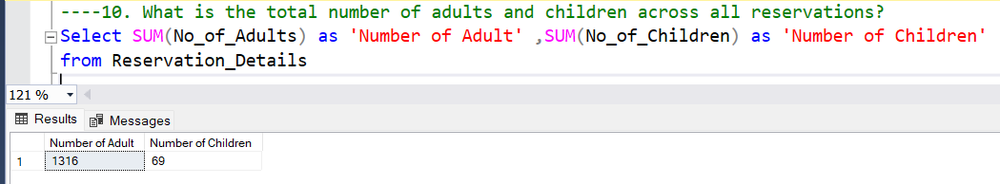 ----10. What is the total number of adults and children across all reservations?
Select SUM(No_of_Adults) as 'Number of Adult' ,SUM(No_of_Children) as 'Number of Children'
from Reservation_Details
121 %
Results Messages
Number of Adult Number of Children
1 1316 69